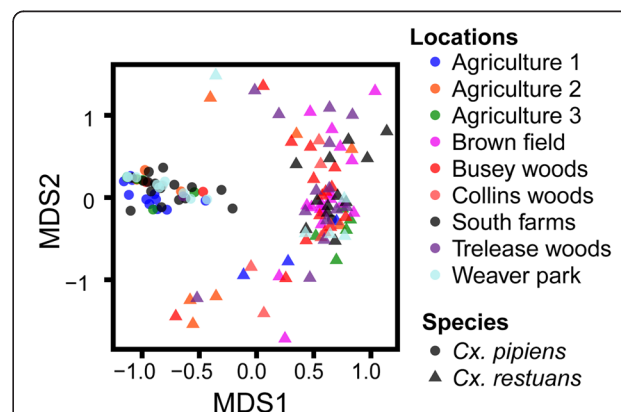 Locations
Agriculture 1
Agriculture 2
Agriculture 3
Brown field
Busey woods
Collins woods
South farms
Trelease woods
Weaver park
Species
Cx. pipiens
Cx. restuans
MDS2
1
0
−1
−1.0 −0.5 0.0 0.5 1.0
MDS1